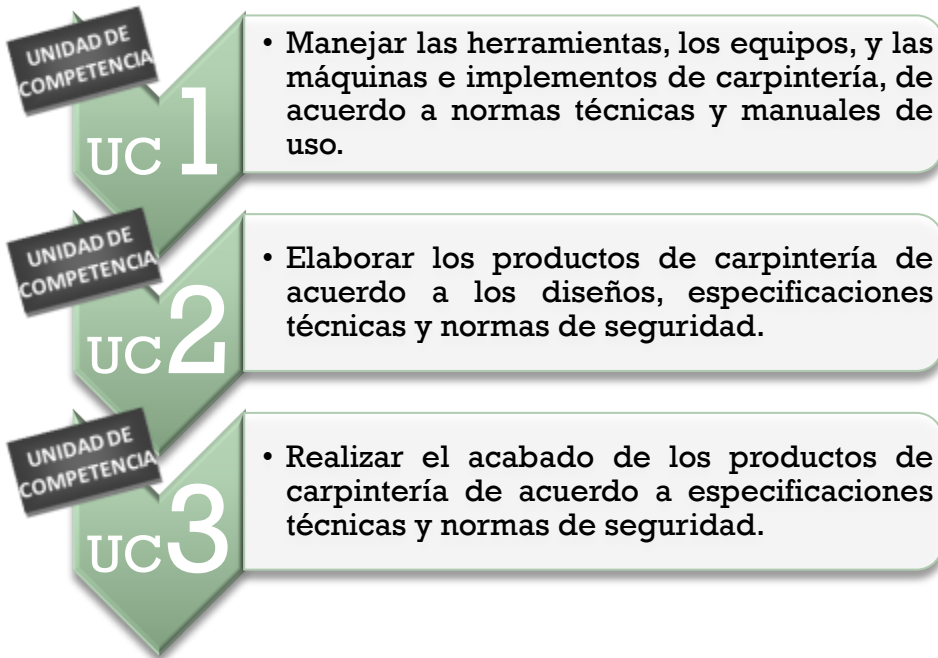 UNIDAD DE
COMPETENCIA
UC 1
• Manejar las herramientas, los equipos, y las
máquinas e implementos de carpintería, de
acuerdo a normas técnicas y manuales de
uso.
UNIDAD DE
COMPETENCIA
UC2
• Elaborar los productos de carpintería de
acuerdo a los diseños, especificaciones
técnicas y normas de seguridad.
UNIDAD DE
COMPETENCIA
UC3
• Realizar el acabado de los productos de
carpintería de acuerdo a especificaciones
técnicas y normas de seguridad.